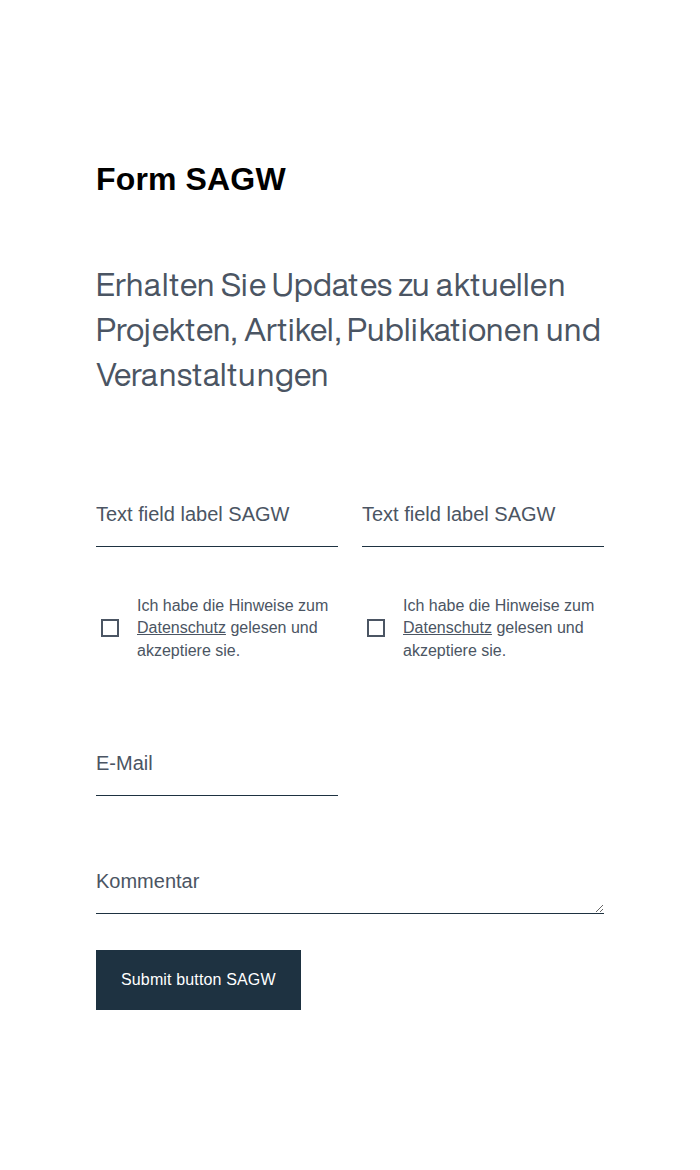 Form SAGW
Erhalten Sie Updates zu aktuellen
Projekten, Artikel, Publikationen und
Veranstaltungen
Text field label SAGW
Text field label SAGW
Ich habe die Hinweise zum
Datenschutz gelesen und
akzeptiere sie.
Ich habe die Hinweise zum
Datenschutz gelesen und
akzeptiere sie.
E-Mail
Kommentar
Submit button SAGW